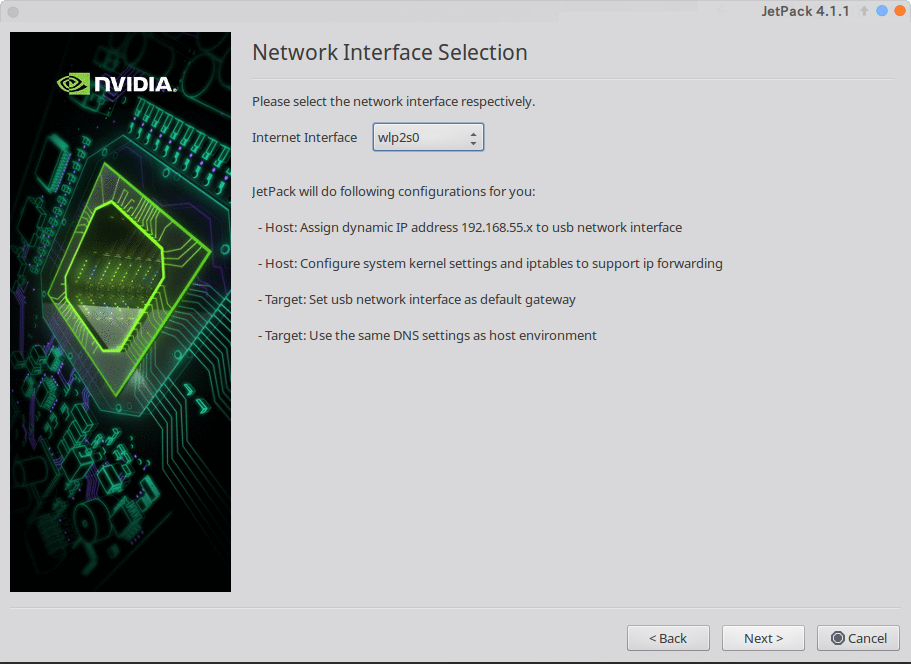 JetPack 4.1.1
NVIDIA.
Network Interface Selection
Please select the network interface respectively.
Internet Interface wlp2s0
JetPack will do following configurations for you:
- Host: Assign dynamic IP address 192.168.55.x to usb network interface
- Host: Configure system kernel settings and iptables to support ip forwarding
- Target: Set usb network interface as default gateway
- Target: Use the same DNS settings as host environment
< Back Next > Cancel